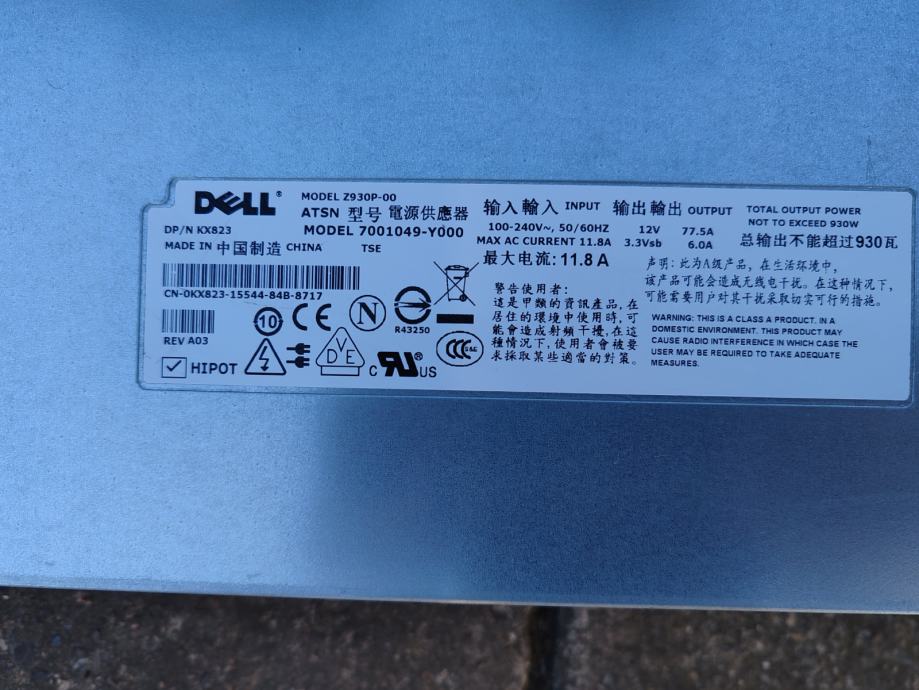 DELL
MODEL Z930P-00
ATSN 型号 電源供應器
MODEL 7001049-Y000
DP/N KX823
MADE IN 中国制造 CHINA
TSE
CN-0KX823-15544-84B-8717
REV A03
HIPOT
10
CE
N
R43250
DVE
c RU US
CCC
S&E
输入 輸入 INPUT
100-240V~, 50/60HZ
MAX AC CURRENT 11.8A
最大电流: 11.8 A
输出 輸出 OUTPUT
12V 77.5A
3.3Vsb 6.0A
TOTAL OUTPUT POWER
NOT TO EXCEED 930W
总输出不能超过930瓦
警告使用者:
這是甲類的資訊產品,在
居住的環境中使用時,可
能會造成射頻干擾,在這
種情況下,使用者會被要
求採取某些適當的對策。
声明: 此为A级产品, 在生活环境中,
该产品可能会造成无线电干扰。在这种情况下,
可能需要用户对其干扰采取切实可行的措施。
WARNING: THIS IS A CLASS A PRODUCT. IN A
DOMESTIC ENVIRONMENT. THIS PRODUCT MAY
CAUSE RADIO INTERFERENCE IN WHICH CASE THE
USER MAY BE REQUIRED TO TAKE ADEQUATE
MEASURES.